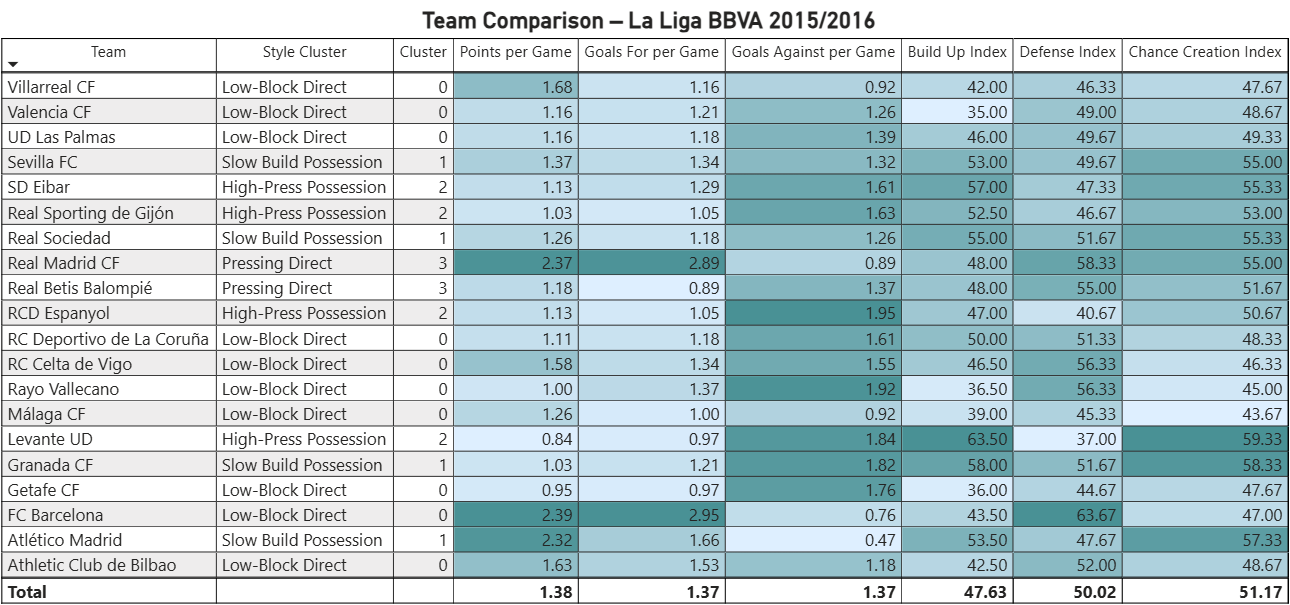 Team Comparison – La Liga BBVA 2015/2016
Team Style Cluster Cluster Points per Game Goals For per Game Goals Against per Game Build Up Index Defense Index Chance Creation Index
Villarreal CF Low-Block Direct 0 1.68 1.16 0.92 42.00 46.33 47.67
Valencia CF Low-Block Direct 0 1.16 1.21 1.26 35.00 49.00 48.67
UD Las Palmas Low-Block Direct 0 1.16 1.18 1.39 46.00 49.67 49.33
Sevilla FC Slow Build Possession 1 1.37 1.34 1.32 53.00 49.67 55.00
SD Eibar High-Press Possession 2 1.13 1.29 1.61 57.00 47.33 55.33
Real Sporting de Gijón High-Press Possession 2 1.03 1.05 1.63 52.50 46.67 53.00
Real Sociedad Slow Build Possession 1 1.26 1.18 1.26 55.00 51.67 55.33
Real Madrid CF Pressing Direct 3 2.37 2.89 0.89 48.00 58.33 55.00
Real Betis Balompié Pressing Direct 3 1.18 0.89 1.37 48.00 55.00 51.67
RCD Espanyol High-Press Possession 2 1.13 1.05 1.95 47.00 40.67 50.67
RC Deportivo de La Coruña Low-Block Direct 0 1.11 1.18 1.61 50.00 51.33 48.33
RC Celta de Vigo Low-Block Direct 0 1.58 1.34 1.55 46.50 56.33 46.33
Rayo Vallecano Low-Block Direct 0 1.00 1.37 1.92 36.50 56.33 45.00
Málaga CF Low-Block Direct 0 1.26 1.00 0.92 39.00 45.33 43.67
Levante UD High-Press Possession 2 0.84 0.97 1.84 63.50 37.00 59.33
Granada CF Slow Build Possession 1 1.03 1.21 1.82 58.00 51.67 58.33
Getafe CF Low-Block Direct 0 0.95 0.97 1.76 36.00 44.67 47.67
FC Barcelona Low-Block Direct 0 2.39 2.95 0.76 43.50 63.67 47.00
Atlético Madrid Slow Build Possession 1 2.32 1.66 0.47 53.50 47.67 57.33
Athletic Club de Bilbao Low-Block Direct 0 1.63 1.53 1.18 42.50 52.00 48.67
Total 1.38 1.37 1.37 47.63 50.02 51.17